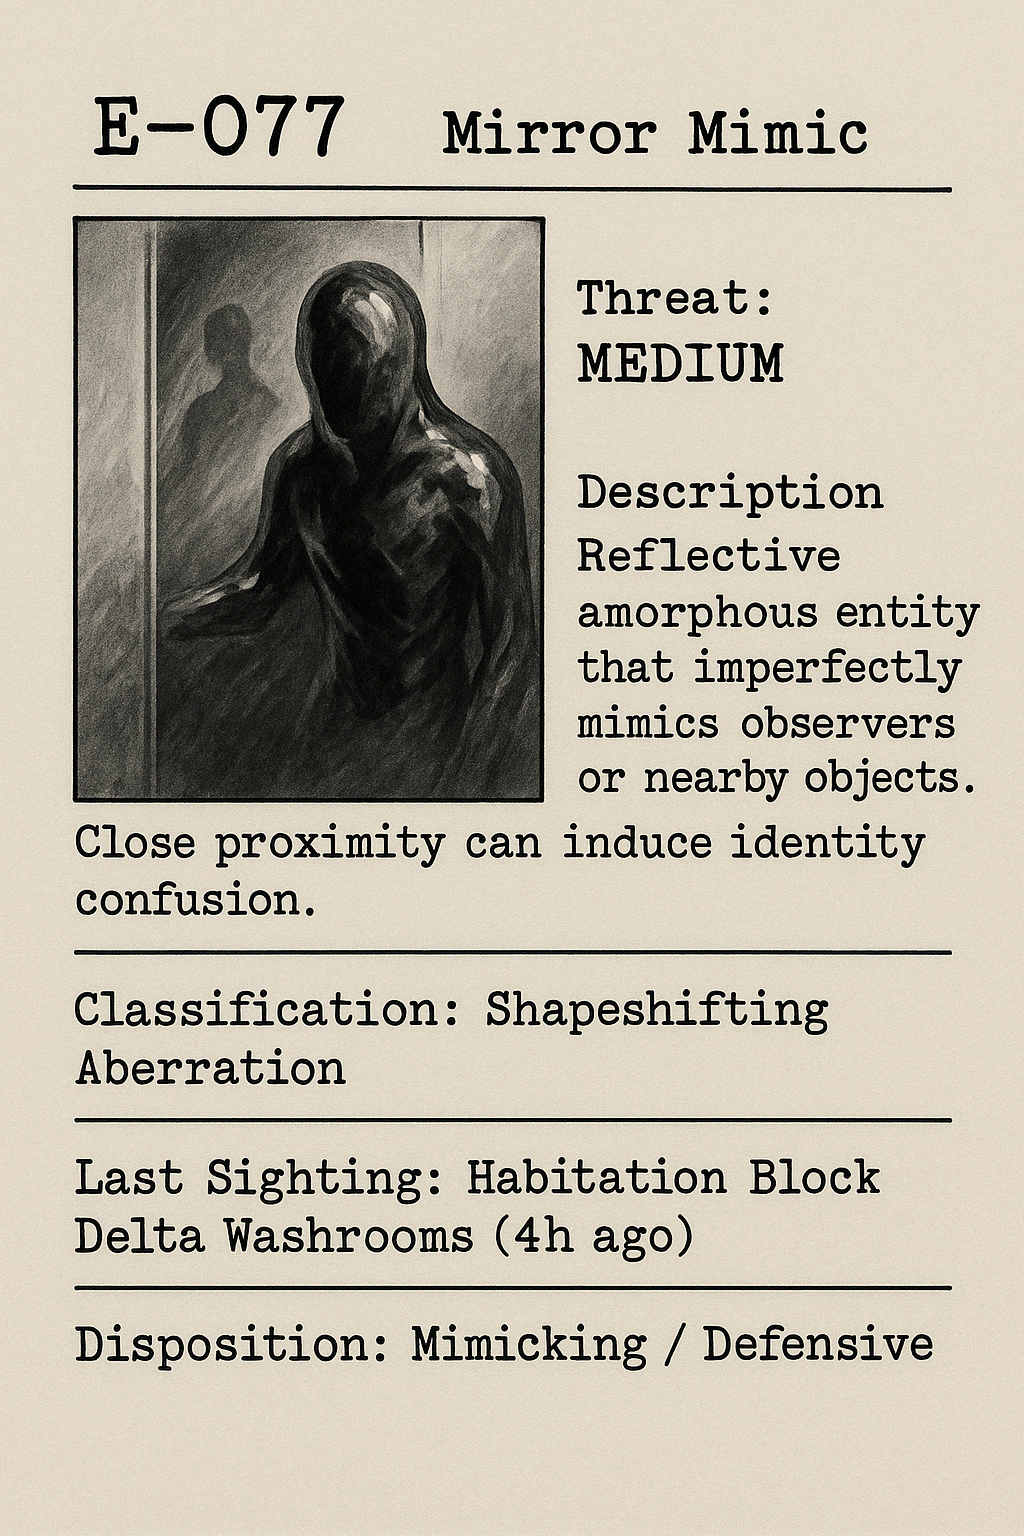 E-077 Mirror Mimic
Threat:
MEDIUM
Description
Reflective
amorphous entity
that imperfectly
mimics observers
or nearby objects.
Close proximity can induce identity
confusion.
Classification: Shapeshifting
Aberration
Last Sighting: Habitation Block
Delta Washrooms (4h ago)
Disposition: Mimicking / Defensive